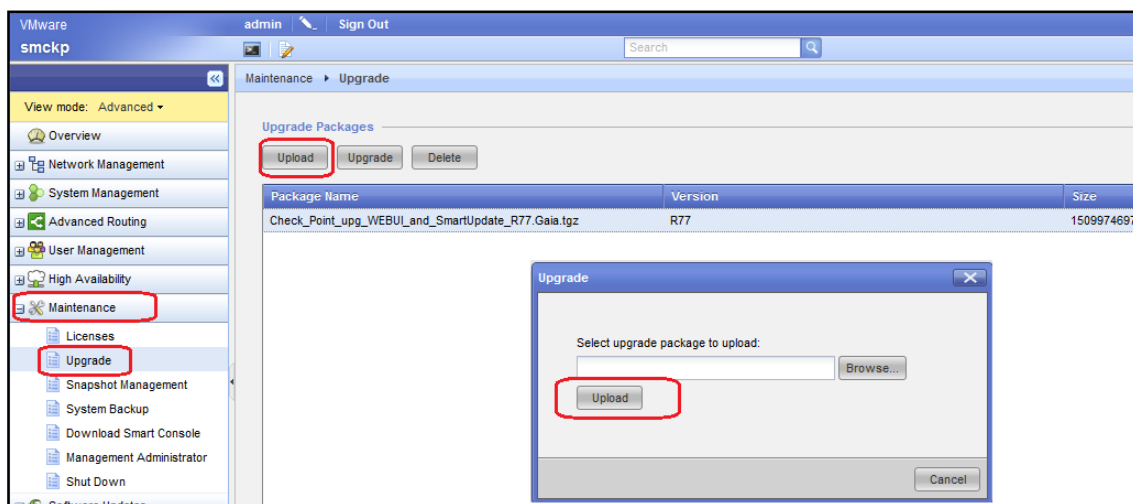 VMware
admin Sign Out
smckp
Search
Maintenance Upgrade
View mode: Advanced
Overview
Network Management
System Management
Advanced Routing
User Management
High Availability
Maintenance
Licenses
Upgrade
Snapshot Management
System Backup
Download Smart Console
Management Administrator
Shut Down
Software Updates
Upgrade Packages
Upload Upgrade Delete
Package Name Version Size
Check_Point_upg_WEBUI_and_SmartUpdate_R77.Gaia.tgz R77 1509974697
Upgrade
Select upgrade package to upload:
Browse...
Upload
Cancel